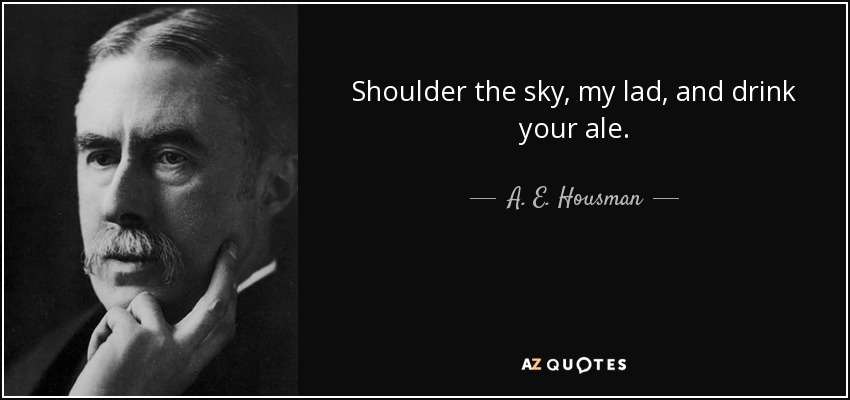 Shoulder the sky, my lad, and drink
your ale.
A. E. Housman
AZ QUOTES